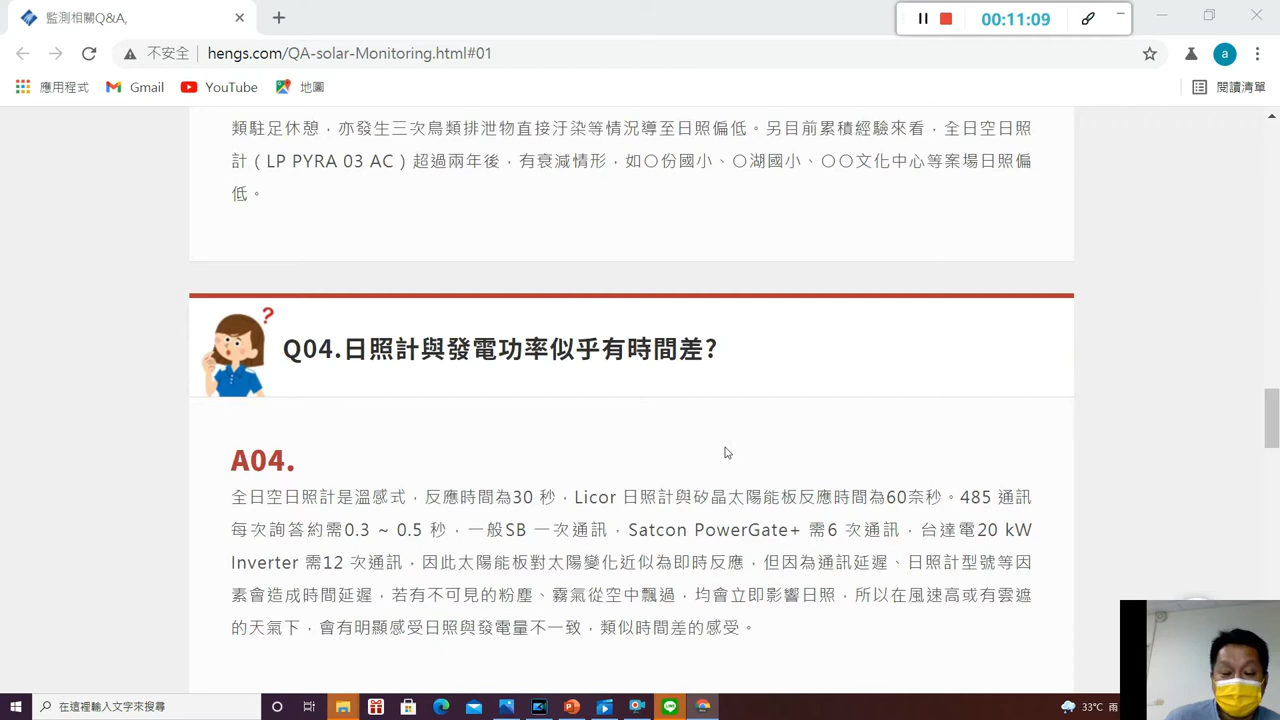 監測相關Q&A,
00:11:09
不安全
hengs.com/QA-solar-Monitoring.html#01
a
應用程式
Gmail
YouTube
地圖
閱讀清單
類駐足休憩，亦發生三次鳥類排泄物直接汙染等情況導至日照偏低。另目前累積經驗來看，全日空日照
計（LP PYRA 03 AC）超過兩年後，有衰減情形，如〇份國小、〇湖國小、〇〇文化中心等案場日照偏
低。
?
Q04.日照計與發電功率似乎有時間差?
A04.
全日空日照計是溫感式，反應時間為30 秒，Licor 日照計與矽晶太陽能板反應時間為60奈秒。485 通訊
每次詢答約需0.3 ~ 0.5 秒，一般SB 一次通訊，Satcon PowerGate+ 需6 次通訊，台達電20 kW
Inverter 需12 次通訊，因此太陽能板對太陽變化近似為即時反應，但因為通訊延遲、日照計型號等因
素會造成時間延遲，若有不可見的粉塵、霧氣從空中飄過，均會立即影響日照，所以在風速高或有雲遮
的天氣下，會有明顯感受日照與發電量不一致，類似時間差的感受。
在這裡輸入文字來搜尋
33°C 雨